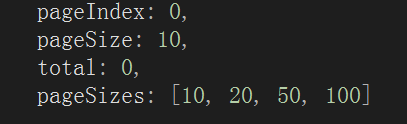 pageIndex: 0,
pageSize: 10,
total: 0,
pageSizes: [10, 20, 50, 100]